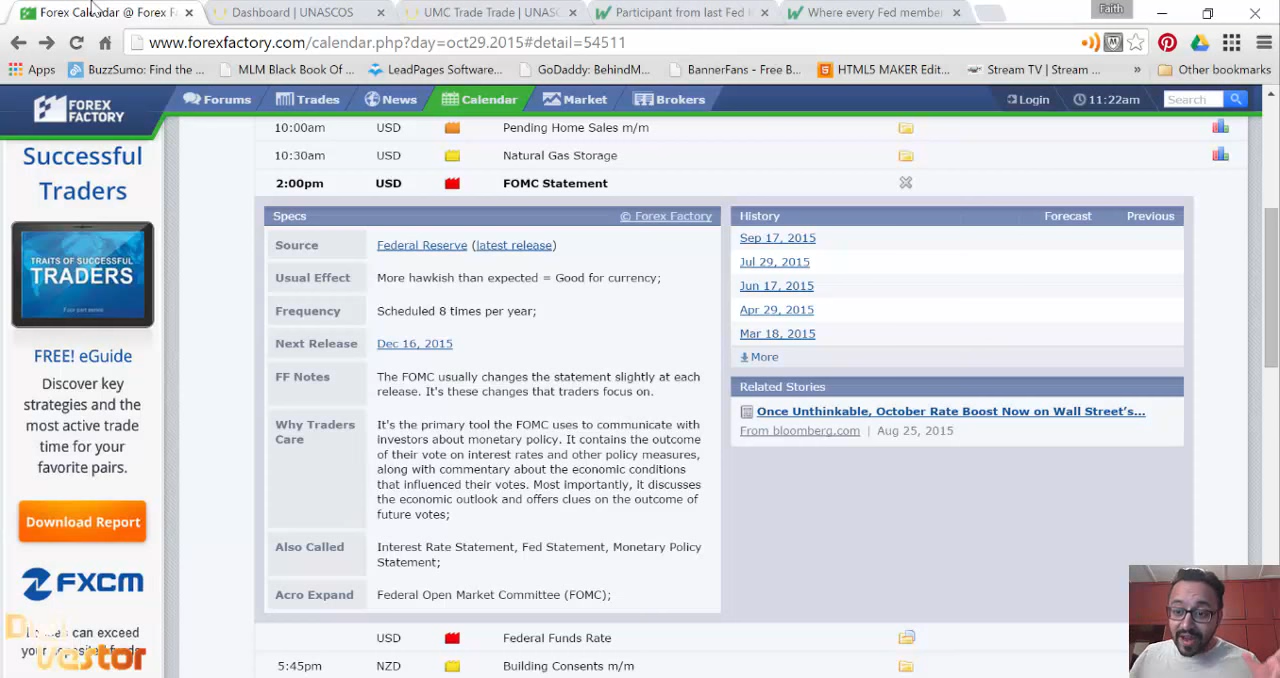 Forex Calendar @ Forex F
Dashboard | UNASCOS
UMC Trade Trade | UNAS
Participant from last Fed
Where every Fed member
Faith
www.forexfactory.com/calendar.php?day=oct29.2015#detail=54511
Apps
BuzzSumo: Find the ...
MLM Black Book Of ...
LeadPages Software...
GoDaddy: BehindM...
BannerFans - Free B...
HTML5 MAKER Edit...
Stream TV | Stream ...
»
Other bookmarks
FOREX
FACTORY
Forums
Trades
News
Calendar
Market
Brokers
Login
11:22am
Search
Successful
Traders
TRAITS OF SUCCESSFUL
TRADERS
FREE! eGuide
Discover key
strategies and the
most active trade
time for your
favorite pairs.
Download Report
FXCM
can exceed
vestor
10:00am USD Pending Home Sales m/m
10:30am USD Natural Gas Storage
2:00pm USD FOMC Statement
Specs © Forex Factory
Source Federal Reserve (latest release)
Usual Effect More hawkish than expected = Good for currency;
Frequency Scheduled 8 times per year;
Next Release Dec 16, 2015
FF Notes The FOMC usually changes the statement slightly at each
release. It's these changes that traders focus on.
Why Traders Care It's the primary tool the FOMC uses to communicate with
investors about monetary policy. It contains the outcome
of their vote on interest rates and other policy measures,
along with commentary about the economic conditions
that influenced their votes. Most importantly, it discusses
the economic outlook and offers clues on the outcome of
future votes;
Also Called Interest Rate Statement, Fed Statement, Monetary Policy
Statement;
Acro Expand Federal Open Market Committee (FOMC);
History Forecast Previous
Sep 17, 2015
Jul 29, 2015
Jun 17, 2015
Apr 29, 2015
Mar 18, 2015
More
Related Stories
Once Unthinkable, October Rate Boost Now on Wall Street's...
From bloomberg.com | Aug 25, 2015
USD Federal Funds Rate
5:45pm NZD Building Consents m/m